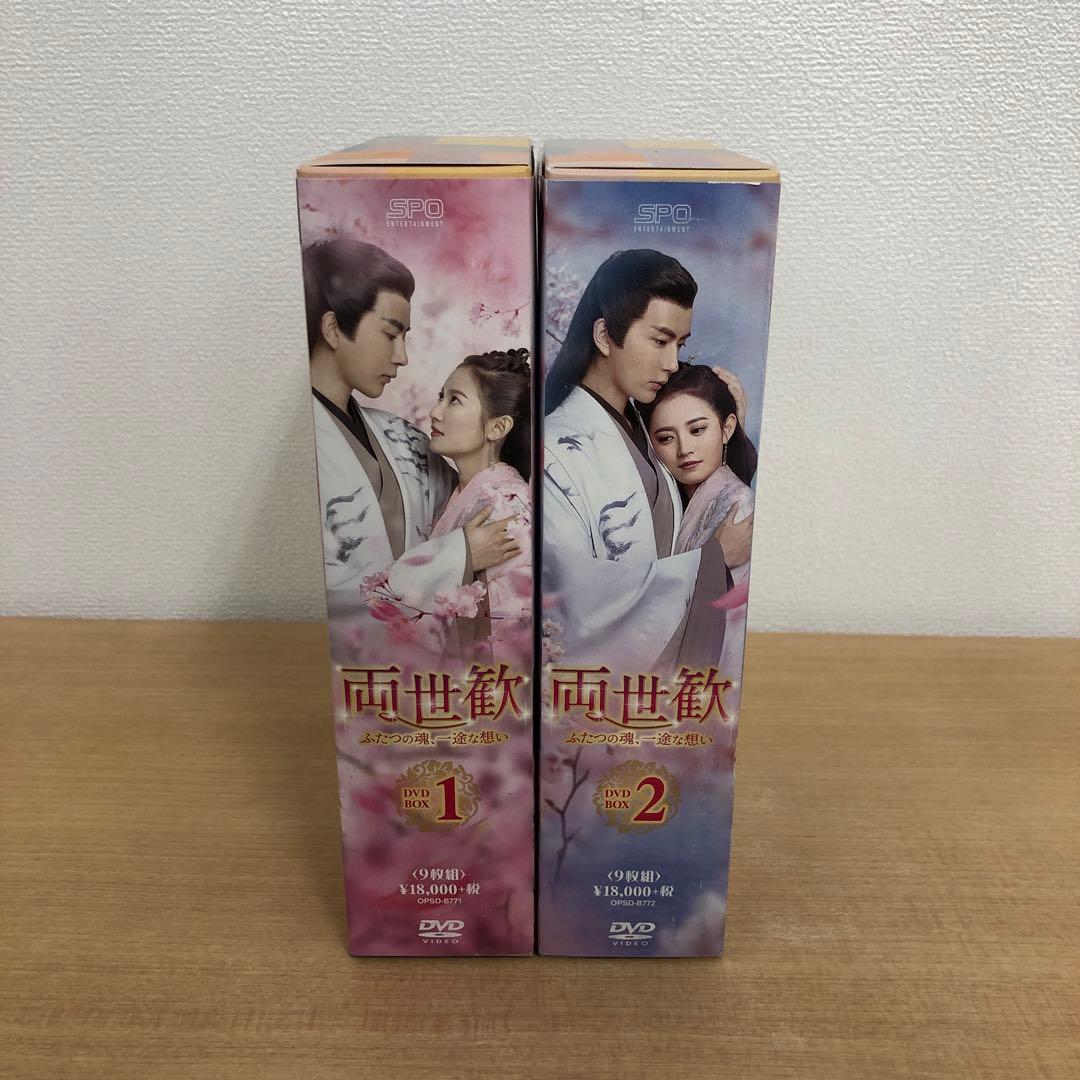 SPO
ENTERTAINMENT
両世歓
ふたつの魂、一途な想い
DVD
BOX 1
〈9枚組〉
¥18,000+税
OPSD-B771
DVD
VIDEO
SPO
ENTERTAINMENT
両世歓
ふたつの魂、一途な想い
DVD
BOX 2
〈9枚組〉
¥18,000+税
OPSD-B772
DVD
VIDEO